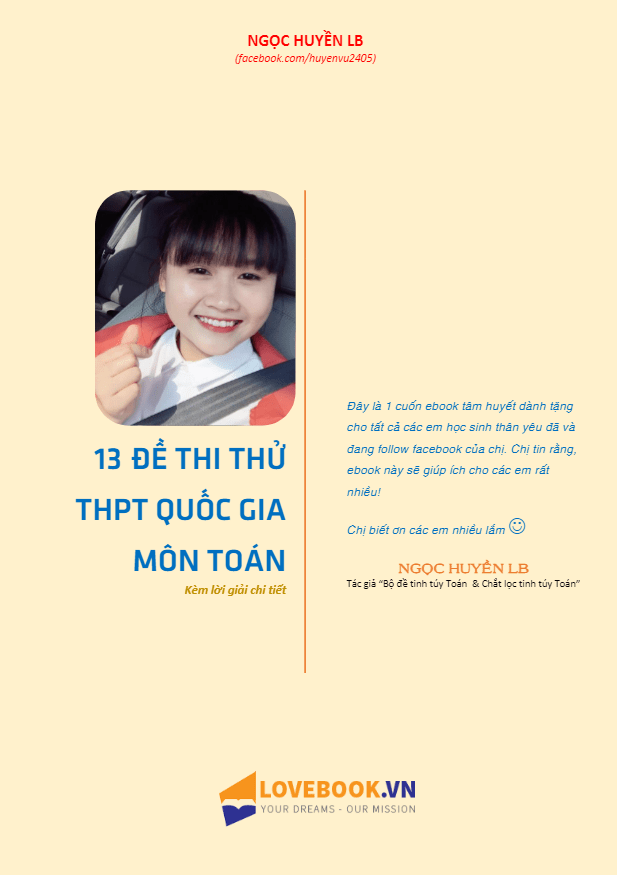 NGỌC HUYỀN LB
(facebook.com/huyenvu2405)
13 ĐỀ THI THỬ
THPT QUỐC GIA
MÔN TOÁN
Kèm lời giải chi tiết
Đây là 1 cuốn ebook tâm huyết dành tặng
cho tất cả các em học sinh thân yêu đã và
đang follow facebook của chị. Chị tin rằng,
ebook này sẽ giúp ích cho các em rất
nhiều!
Chị biết ơn các em nhiều lắm ☺
NGỌC HUYỀN LB
Tác giả “Bộ đề tinh túy Toán & Chắt lọc tinh túy Toán”
LOVEBOOK.VN
YOUR DREAMS - OUR MISSION